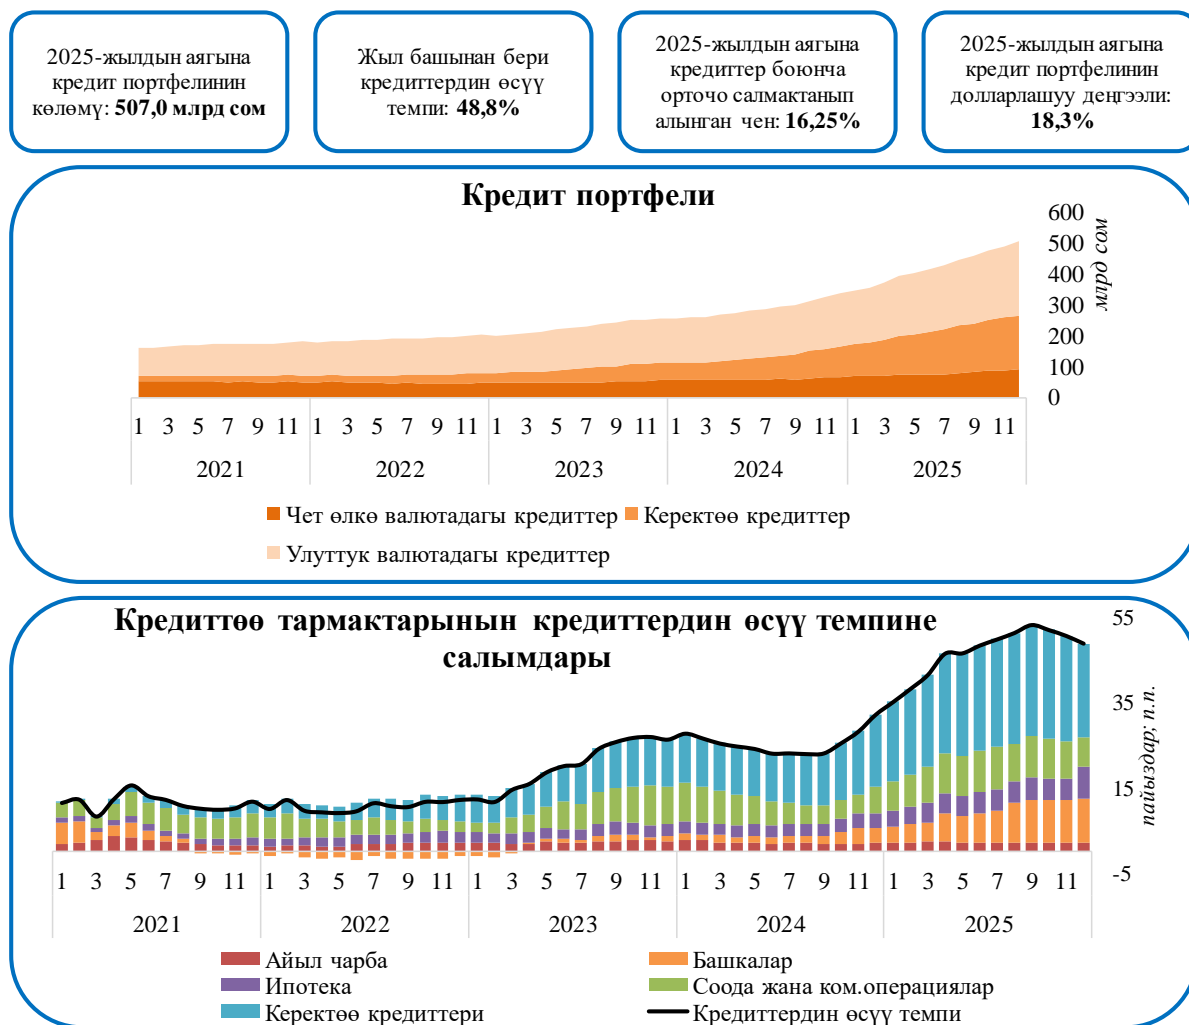 2025-жылдын аягына
кредит портфелинин
көлөмү: 507,0 млрд сом
Жыл башынан бери
кредиттердин өсүү
темпи: 48,8%
2025-жылдын аягына
кредиттер боюнча
орточо салмактанып
алынган чен: 16,25%
2025-жылдын аягына
кредит портфелинин
долларлашуу деңгээли:
18,3%
Кредит портфели
600
500
400
300
200
100
0
млрд сом
1 3 5 7 9 11 1 3 5 7 9 11 1 3 5 7 9 11 1 3 5 7 9 11 1 3 5 7 9 11
2021 2022 2023 2024 2025
Чет өлкө валютадагы кредиттер Керектөө кредиттер
Улуттук валютадагы кредиттер
Кредиттөө тармактарынын кредиттердин өсүү темпине
салымдары
55
35
15
-5
пайыздар; п.п.
1 3 5 7 9 11 1 3 5 7 9 11 1 3 5 7 9 11 1 3 5 7 9 11 1 3 5 7 9 11
2021 2022 2023 2024 2025
Айыл чарба Башкалар
Ипотека Соода жана ком.операциялар
Керектөө кредиттери Кредиттердин өсүү темпи